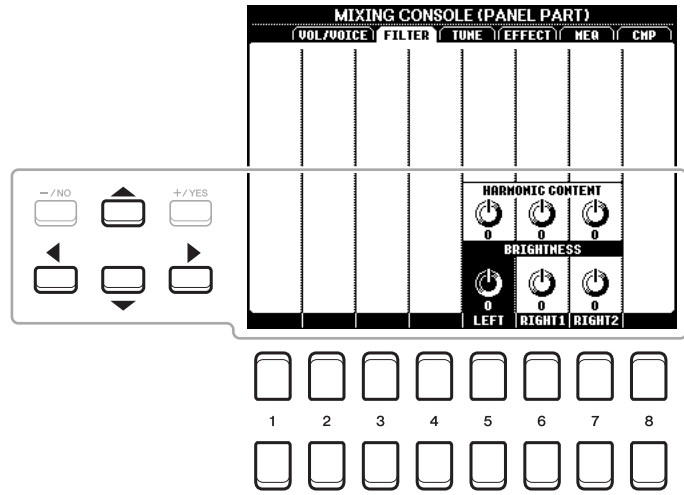 MIXING CONSOLE (PANEL PART)
VOL/VOICE FILTER TUNE EFFECT MEQ CMP
-/NO +/YES
HARMONIC CONTENT
0 0 0
BRIGHTNESS
0 0 0
LEFT RIGHT1 RIGHT2
1 2 3 4 5 6 7 8